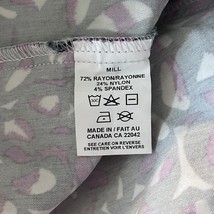 MILL
72% RAYON/RAYONNE
24% NYLON
4% SPANDEX
MADE IN / FAIT AU
CANADA CA 22042
SEE CARE ON REVERSE
ENTRETIEN VOIR L'ENVERS